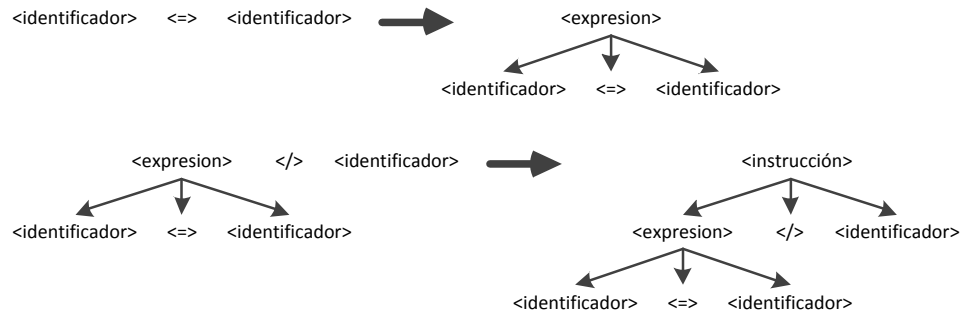 <identificador> <=> <identificador> <expresion>
<identificador> <=> <identificador>
<expresion> </> <identificador> <instrucción>
<identificador> <=> <identificador> <expresion> </> <identificador>
<identificador> <=> <identificador>